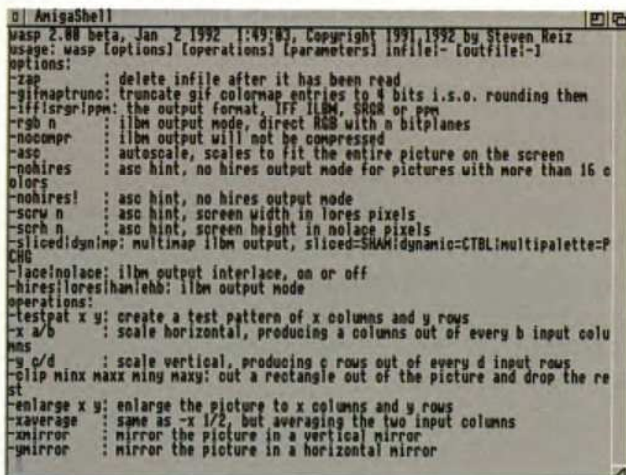 AmigaShell
wasp 2.00 beta, Jan  2 1992  1:49:03, Copyright 1991,1992 by Steven Reiz
usage: wasp [options] [operations] [parameters] infile|- [outfile|-]
options:
-zap         : delete infile after it has been read
-gifmaptrunc: truncate gif colormap entries to 4 bits i.s.o. rounding them
-iff|srgr|ppm: the output format, IFF ILBM, SRGR or ppm
-rgb n       : ilbm output mode, direct RGB with n bitplanes
-nocompr     : ilbm output will not be compressed
-asc         : autoscale, scales to fit the entire picture on the screen
-nohires     : asc hint, no hires output mode for pictures with more than 16 c
olors
-nohires!    : asc hint, no hires output mode
-scrw n      : asc hint, screen width in lores pixels
-scrh n      : asc hint, screen height in nolace pixels
-sliced|dyn|mp: multimap ilbm output, sliced=SHAM|dynamic=CTBL|multipalette=P
CHG
-lace|nolace: ilbm output interlace, on or off
-hires|lores|ham|ehb: ilbm output mode
operations:
-testpat x y: create a test pattern of x columns and y rows
-x a/b       : scale horizontal, producing a columns out of every b input colu
mns
-y c/d       : scale vertical, producing c rows out of every d input rows
-clip minx maxx miny maxy: cut a rectangle out of the picture and drop the re
st
-enlarge x y: enlarge the picture to x columns and y rows
-xaverage    : same as -x 1/2, but averaging the two input columns
-xmirror     : mirror the picture in a vertical mirror
-ymirror     : mirror the picture in a horizontal mirror